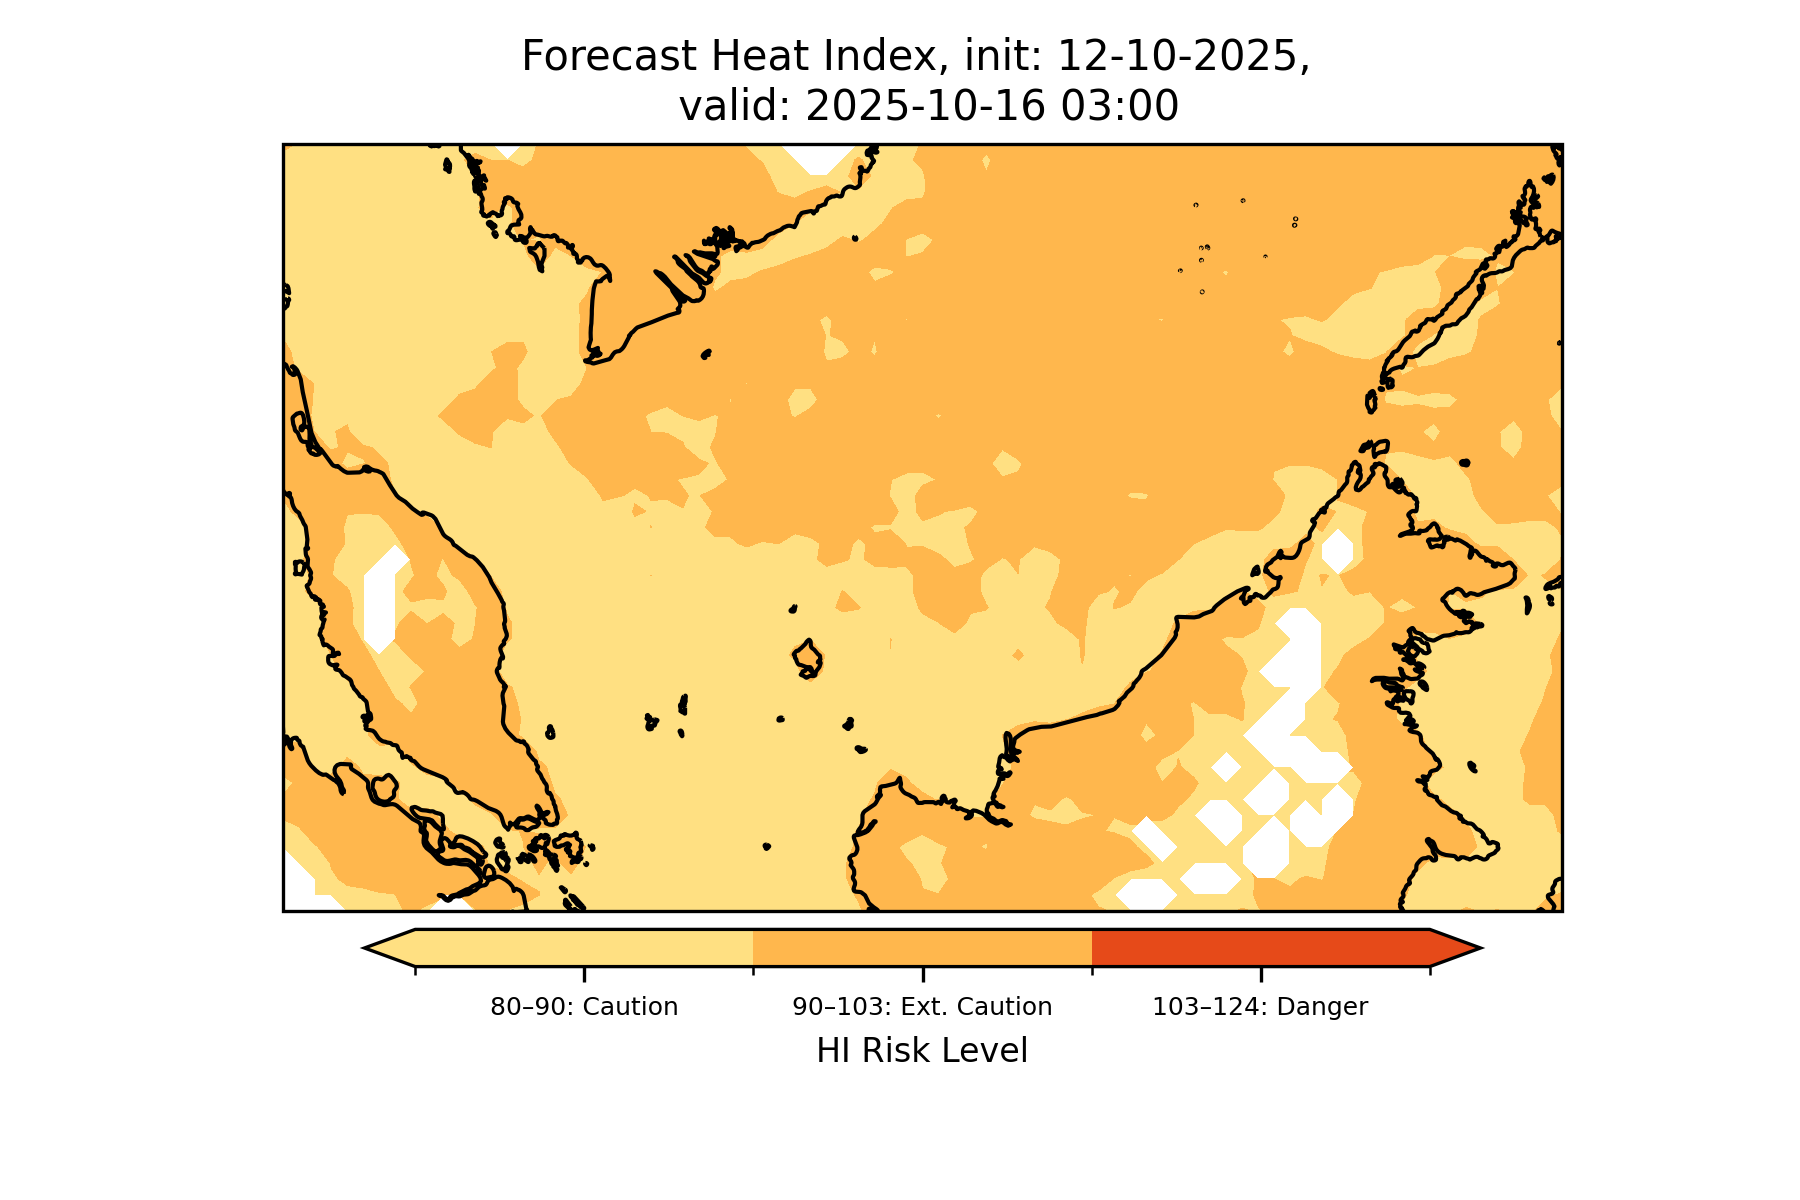 Forecast Heat Index, init: 12-10-2025,
valid: 2025-10-16 03:00
80–90: Caution
90–103: Ext. Caution
103–124: Danger
HI Risk Level